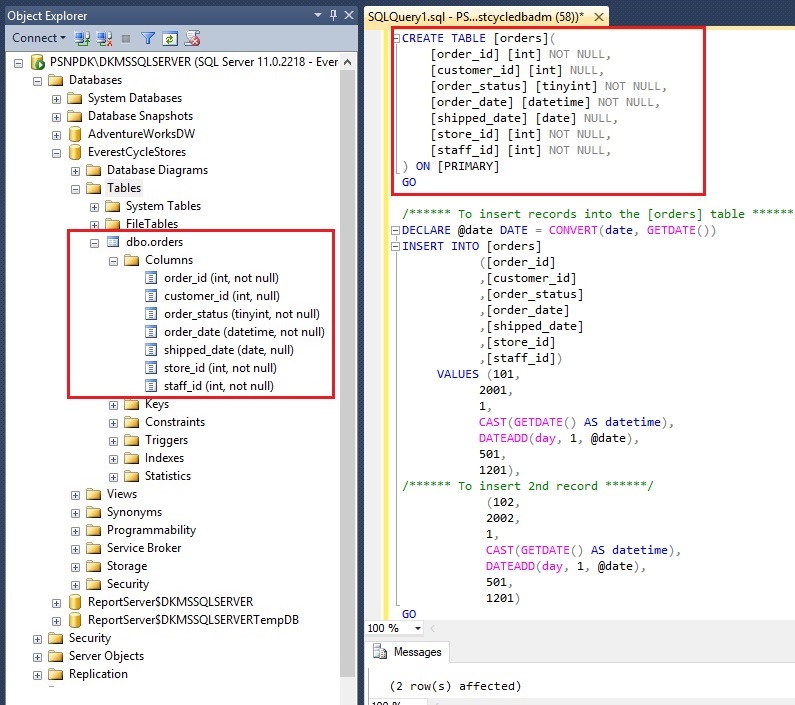 Object Explorer
Connect
PSNPDK\DKMSSQLSERVER (SQL Server 11.0.2218 - Ever
Databases
System Databases
Database Snapshots
AdventureWorksDW
EverestCycleStores
Database Diagrams
Tables
System Tables
FileTables
dbo.orders
Columns
order_id (int, not null)
customer_id (int, null)
order_status (tinyint, not null)
order_date (datetime, not null)
shipped_date (date, null)
store_id (int, not null)
staff_id (int, not null)
Keys
Constraints
Triggers
Indexes
Statistics
Views
Synonyms
Programmability
Service Broker
Storage
Security
ReportServer$DKMSSQLSERVER
ReportServer$DKMSSQLSERVERTempDB
Security
Server Objects
Replication
SQLQuery1.sql - PS...stcycledbadm (58))*
CREATE TABLE [orders](
[order_id] [int] NOT NULL,
[customer_id] [int] NULL,
[order_status] [tinyint] NOT NULL,
[order_date] [datetime] NOT NULL,
[shipped_date] [date] NULL,
[store_id] [int] NOT NULL,
[staff_id] [int] NOT NULL,
) ON [PRIMARY]
GO
/****** To insert records into the [orders] table ******
DECLARE @date DATE = CONVERT(date, GETDATE())
INSERT INTO [orders]
([order_id]
,[customer_id]
,[order_status]
,[order_date]
,[shipped_date]
,[store_id]
,[staff_id])
VALUES (101,
2001,
1,
CAST(GETDATE() AS datetime),
DATEADD(day, 1, @date),
501,
1201),
/****** To insert 2nd record ******/
(102,
2002,
1,
CAST(GETDATE() AS datetime),
DATEADD(day, 1, @date),
501,
1201)
GO
100 %
Messages
(2 row(s) affected)
100 %